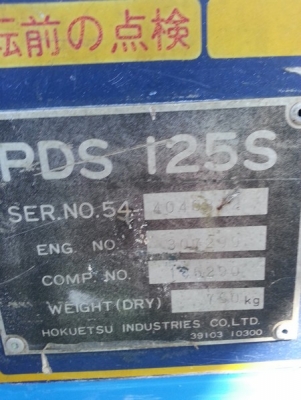 転前の点検
PDS 125S
SER.NO.54
ENG. NO.
COMP. NO.
WEIGHT(DRY) kg
HOKUETSU INDUSTRIES CO.,LTD.
39103 10300